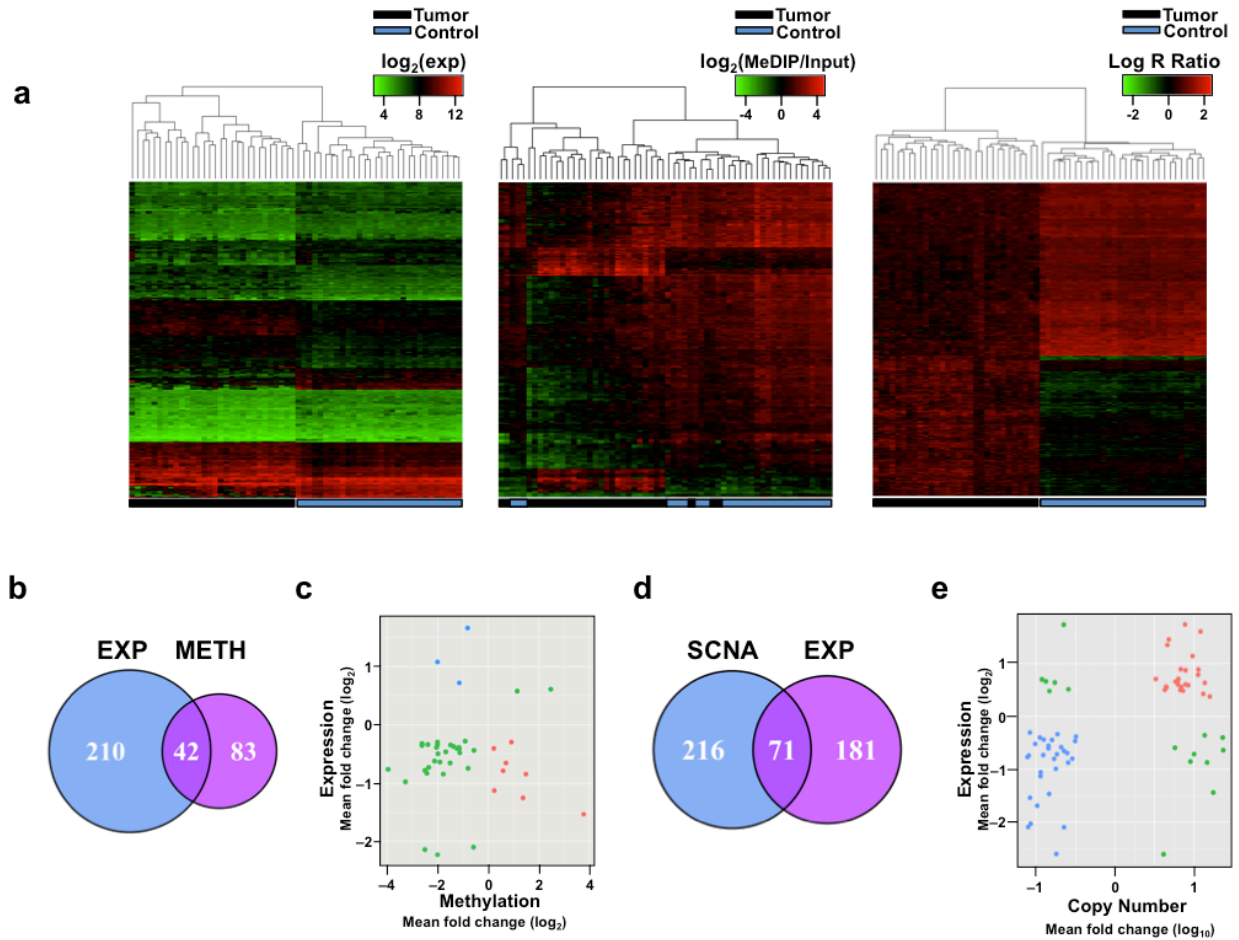 a
Tumor
Control
log2(exp)
4 8 12
Tumor
Control
log2(MeDIP/Input)
-4 0 4
Tumor
Control
Log R Ratio
-2 0 2
b
EXP METH
210 42 83
c
Expression
Mean fold change (log2)
1
0
–1
–2
–4 –2 0 2 4
Methylation
Mean fold change (log2)
d
SCNA EXP
216 71 181
e
Expression
Mean fold change (log2)
1
0
–1
–2
–1 0 1
Copy Number
Mean fold change (log10)